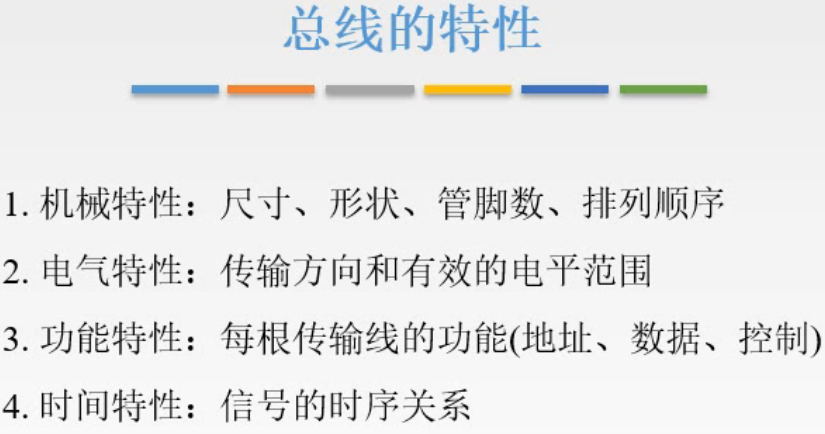 总线的特性
1. 机械特性：尺寸、形状、管脚数、排列顺序
2. 电气特性：传输方向和有效的电平范围
3. 功能特性：每根传输线的功能(地址、数据、控制)
4. 时间特性：信号的时序关系